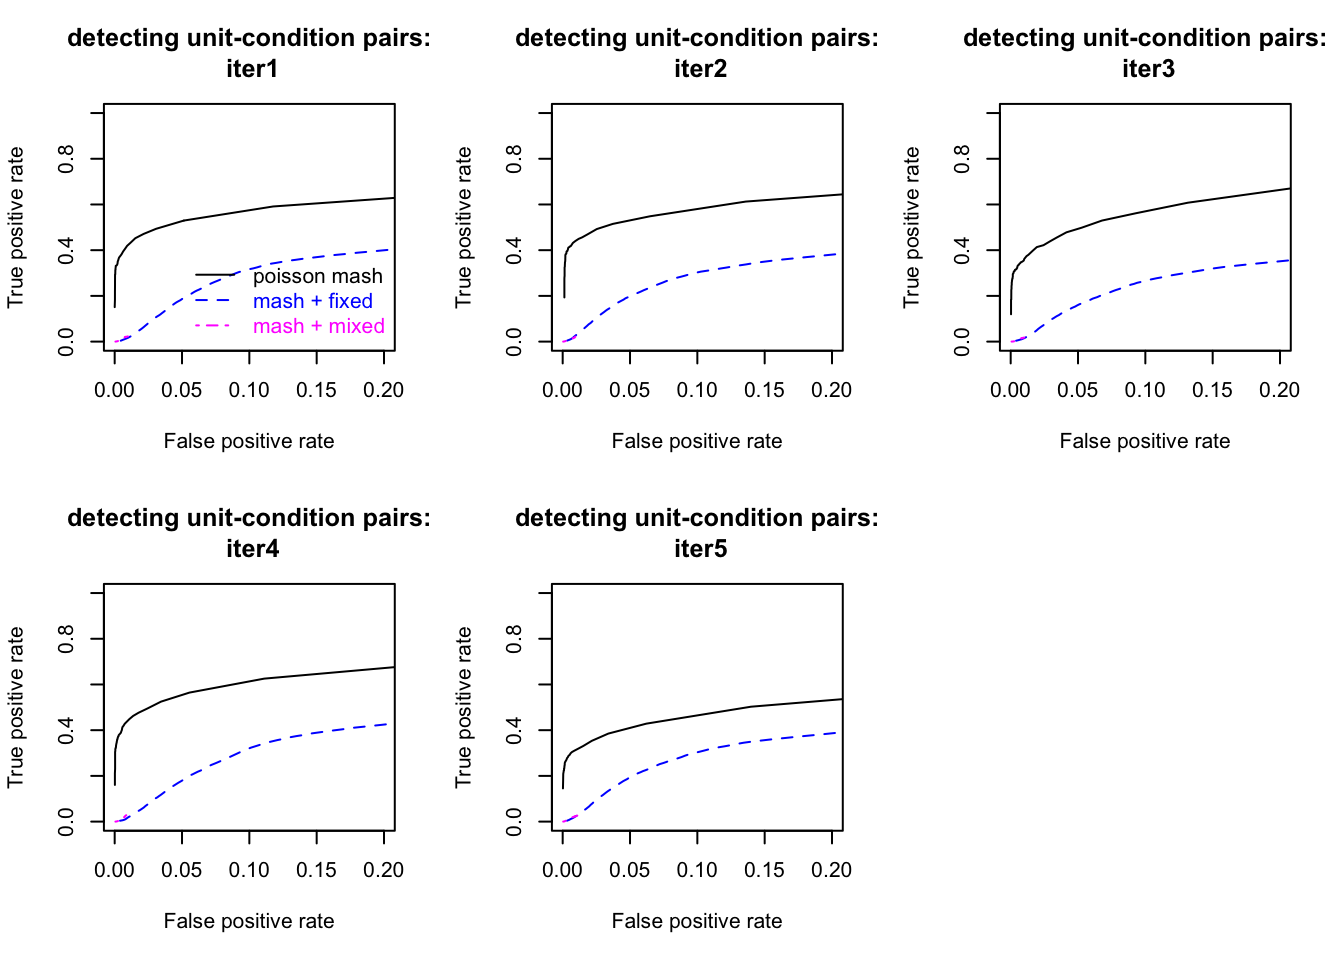 detecting unit-condition pairs:
iter1
True positive rate
0.0 0.4 0.8
poisson mash
mash + fixed
mash + mixed
0.00 0.05 0.10 0.15 0.20
False positive rate
detecting unit-condition pairs:
iter2
True positive rate
0.0 0.4 0.8
0.00 0.05 0.10 0.15 0.20
False positive rate
detecting unit-condition pairs:
iter3
True positive rate
0.0 0.4 0.8
0.00 0.05 0.10 0.15 0.20
False positive rate
detecting unit-condition pairs:
iter4
True positive rate
0.0 0.4 0.8
0.00 0.05 0.10 0.15 0.20
False positive rate
detecting unit-condition pairs:
iter5
True positive rate
0.0 0.4 0.8
0.00 0.05 0.10 0.15 0.20
False positive rate